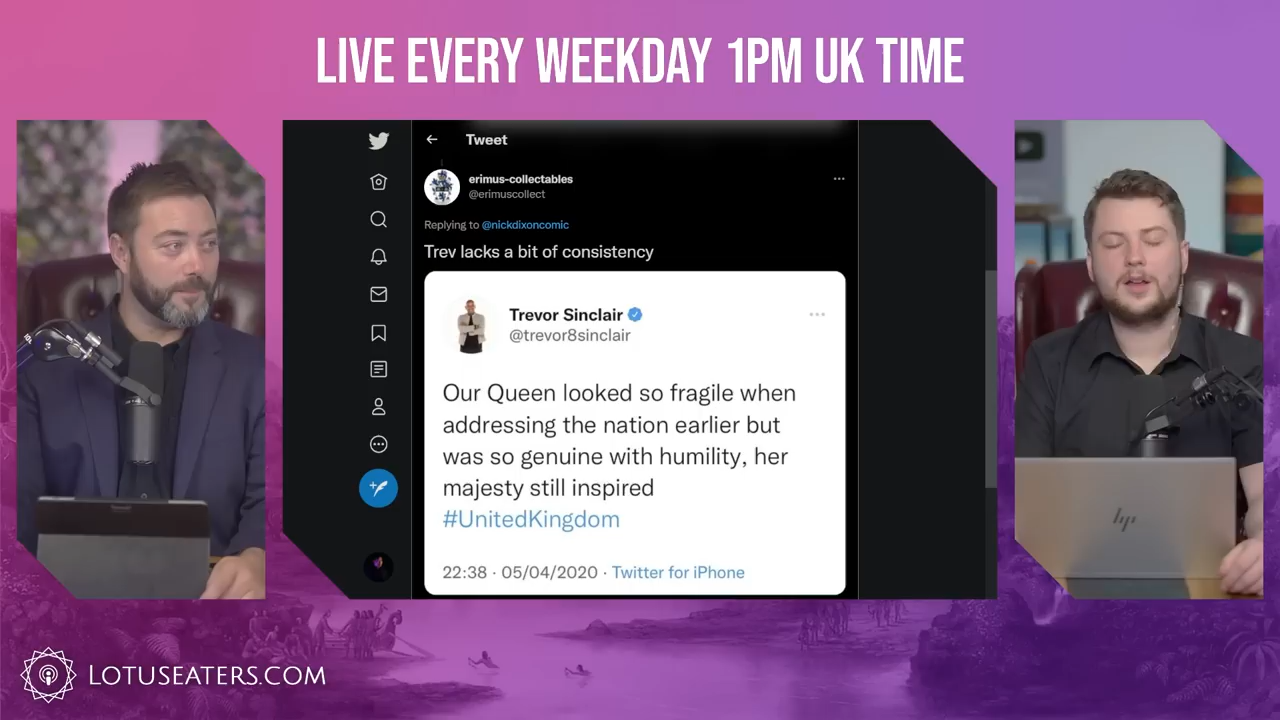 LIVE EVERY WEEKDAY 1PM UK TIME
Tweet
erimus-collectables
@erimuscollect
Replying to @nickdixoncomic
Trev lacks a bit of consistency
Trevor Sinclair
@trevor8sinclair
Our Queen looked so fragile when
addressing the nation earlier but
was so genuine with humility, her
majesty still inspired
#UnitedKingdom
22:38 · 05/04/2020 · Twitter for iPhone
hp
LOTUSEATERS.COM